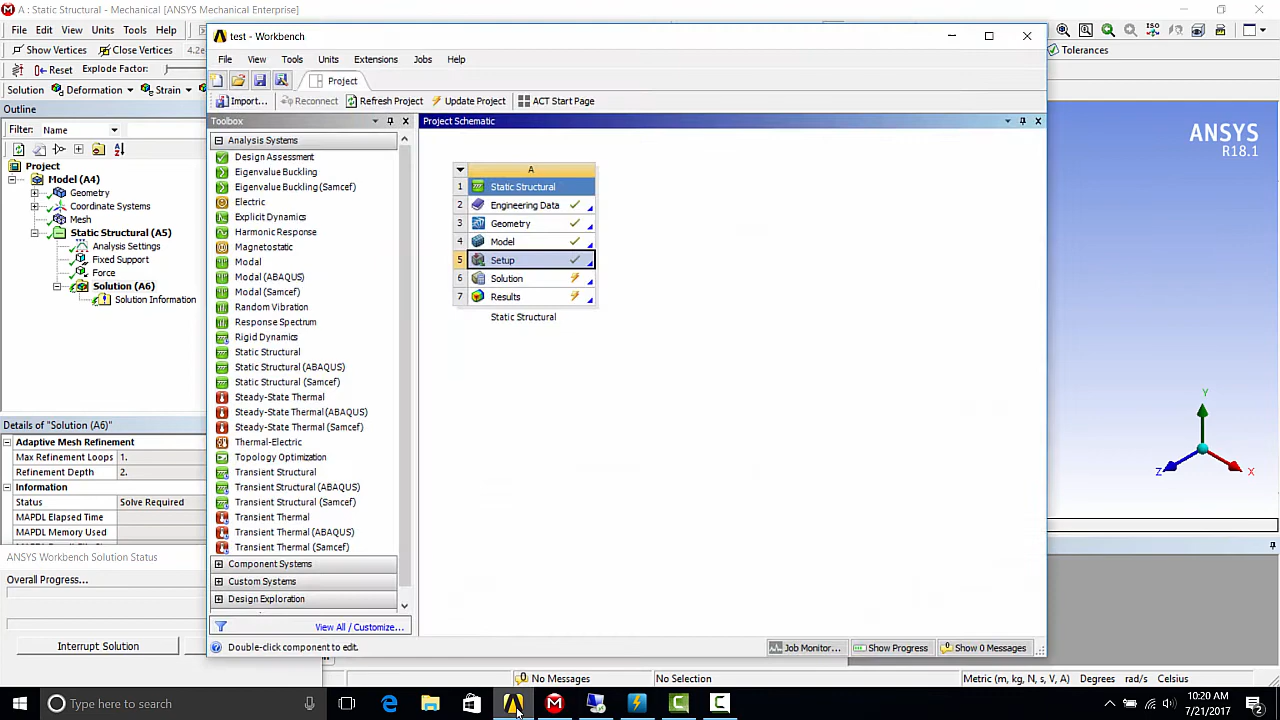 A : Static Structural - Mechanical [ANSYS Mechanical Enterprise]
File Edit View Units Tools Help
Show Vertices Close Vertices 4.2e
Reset Explode Factor:
Solution Deformation Strain
Tolerances
Outline
Filter: Name
Project
Model (A4)
Geometry
Coordinate Systems
Mesh
Static Structural (A5)
Analysis Settings
Fixed Support
Force
Solution (A6)
Solution Information
Details of "Solution (A6)"
Adaptive Mesh Refinement
Max Refinement Loops 1.
Refinement Depth 2.
Information
Status Solve Required
MAPDL Elapsed Time
MAPDL Memory Used
ANSYS Workbench Solution Status
Overall Progress...
Interrupt Solution
test - Workbench
File View Tools Units Extensions Jobs Help
Project
Import... Reconnect Refresh Project Update Project ACT Start Page
Toolbox
Analysis Systems
Design Assessment
Eigenvalue Buckling
Eigenvalue Buckling (Samcef)
Electric
Explicit Dynamics
Harmonic Response
Magnetostatic
Modal
Modal (ABAQUS)
Modal (Samcef)
Random Vibration
Response Spectrum
Rigid Dynamics
Static Structural
Static Structural (ABAQUS)
Static Structural (Samcef)
Steady-State Thermal
Steady-State Thermal (ABAQUS)
Steady-State Thermal (Samcef)
Thermal-Electric
Topology Optimization
Transient Structural
Transient Structural (ABAQUS)
Transient Structural (Samcef)
Transient Thermal
Transient Thermal (ABAQUS)
Transient Thermal (Samcef)
Component Systems
Custom Systems
Design Exploration
View All / Customize...
Project Schematic
A
1 Static Structural
2 Engineering Data
3 Geometry
4 Model
5 Setup
6 Solution
7 Results
Static Structural
Double-click component to edit.
Job Monitor... Show Progress Show 0 Messages
ISO
ANSYS
R18.1
Y
Z
X
No Messages No Selection Metric (m, kg, N, s, V, A) Degrees rad/s Celsius
Type here to search
10:20 AM
7/21/2017
2